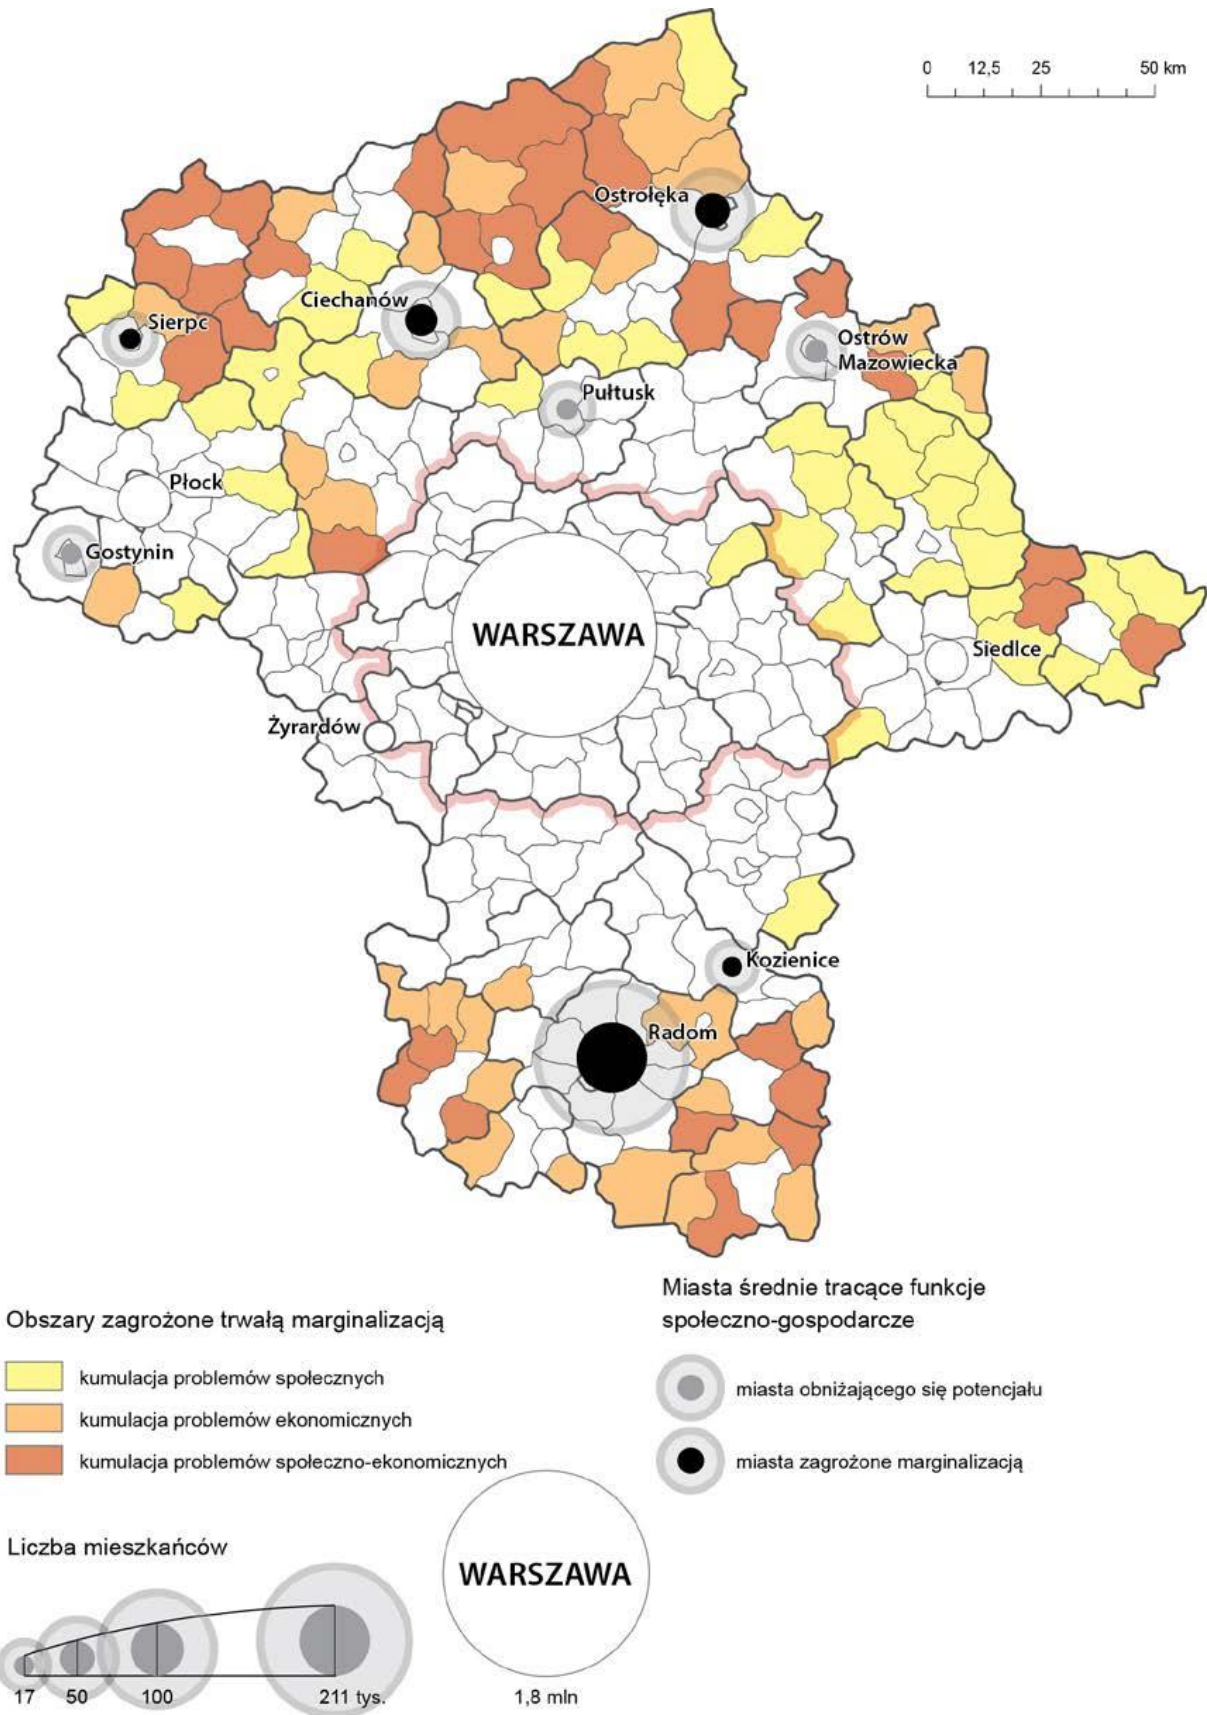 0 12,5 25 50 km
Ostrołęka
Ciechanów
Sierpc
Ostrów
Mazowiecka
Pułtusk
Płock
Gostynin
WARSZAWA
Siedlce
Żyrardów
Kozienice
Radom
Obszary zagrożone trwałą marginalizacją
kumulacja problemów społecznych
kumulacja problemów ekonomicznych
kumulacja problemów społeczno-ekonomicznych
Miasta średnie tracące funkcje
społeczno-gospodarcze
miasta obniżającego się potencjału
miasta zagrożone marginalizacją
Liczba mieszkańców
WARSZAWA
17 50 100 211 tys. 1,8 mln